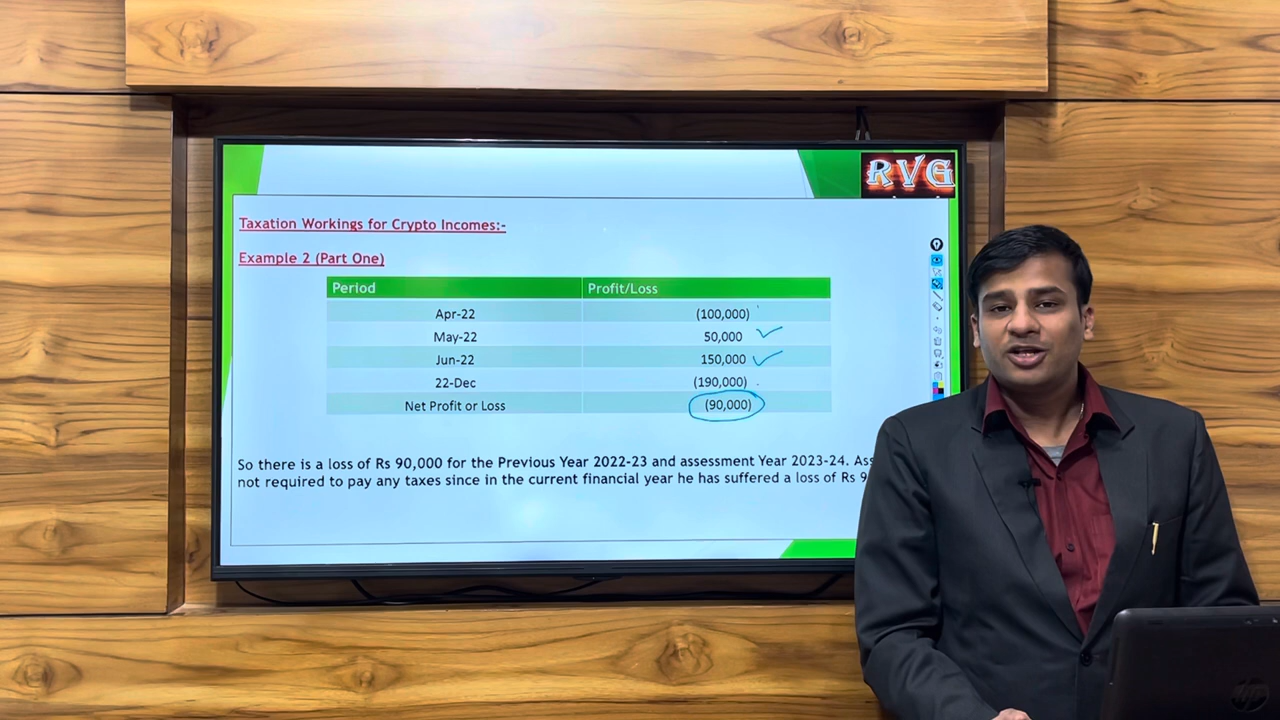 RVG
Taxation Workings for Crypto Incomes:-
Example 2 (Part One)
Period Profit/Loss
Apr-22 (100,000)
May-22 50,000
Jun-22 150,000
22-Dec (190,000)
Net Profit or Loss (90,000)
So there is a loss of Rs 90,000 for the Previous Year 2022-23 and assessment Year 2023-24.
not required to pay any taxes since in the current financial year he has suffered a loss of Rs
hp